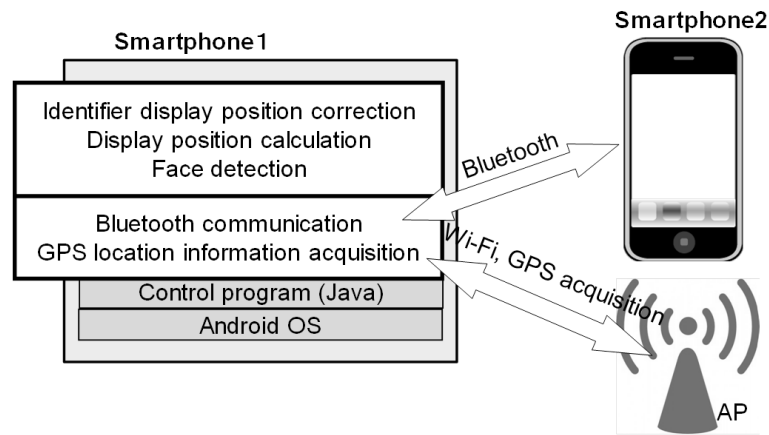 Smartphone2
Smartphone1
Identifier display position correction
Display position calculation
Face detection
Bluetooth
Bluetooth communication
GPS location information acquisition
Wi-Fi, GPS acquisition
Control program (Java)
Android OS
AP